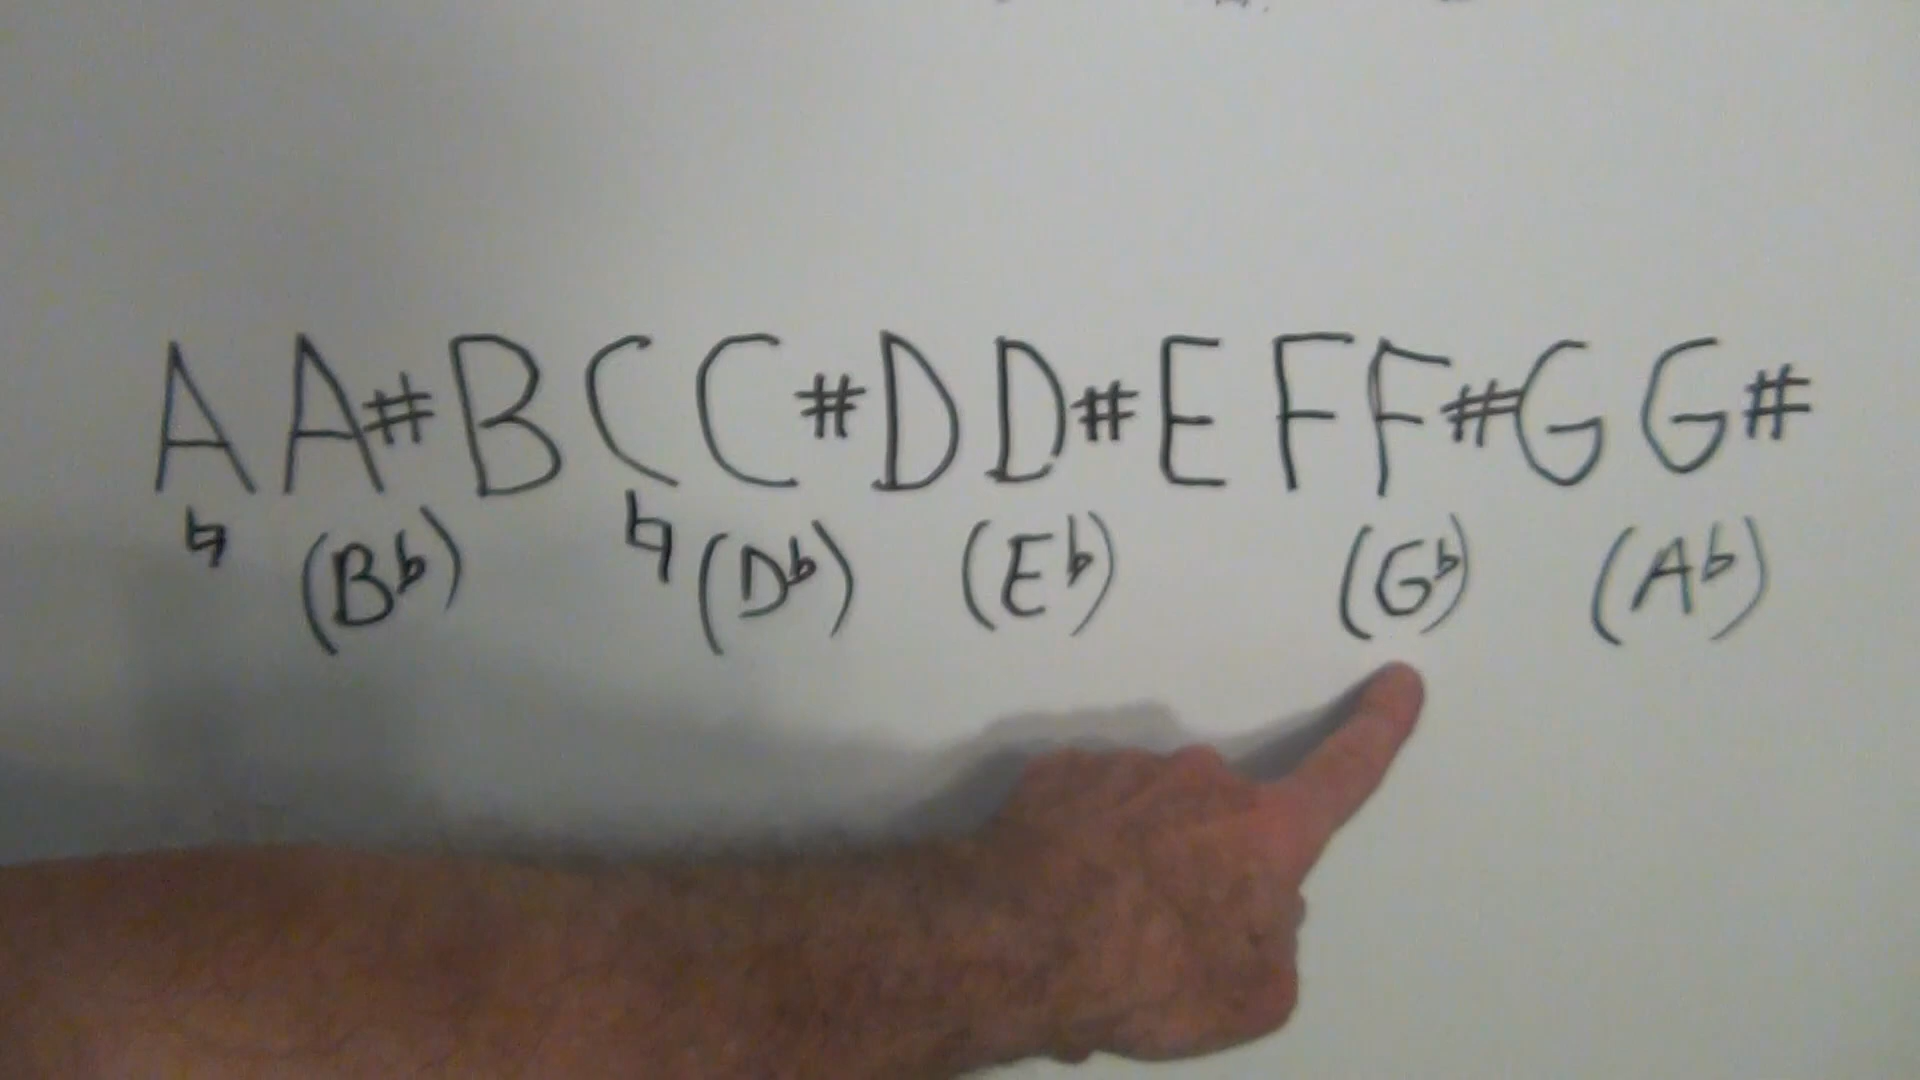 A A# B C C# D D# E F F# G G#
♮ (B♭) ♮ (D♭) (E♭) (G♭) (A♭)